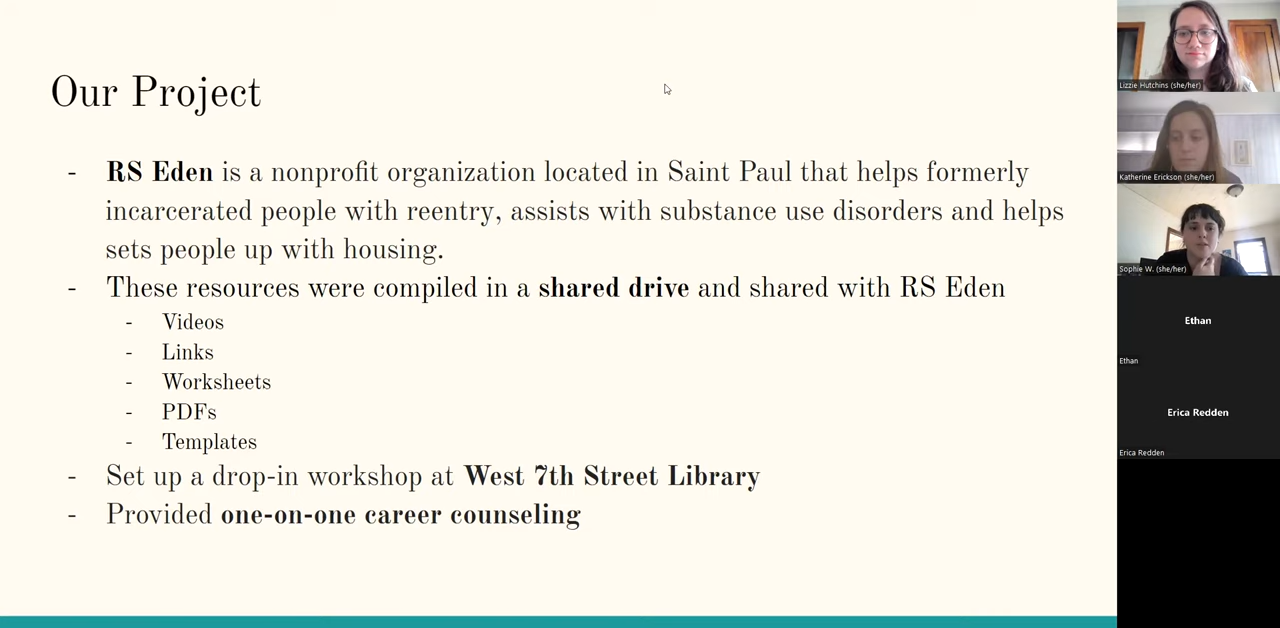 Our Project
- RS Eden is a nonprofit organization located in Saint Paul that helps formerly
incarcerated people with reentry, assists with substance use disorders and helps
sets people up with housing.
- These resources were compiled in a shared drive and shared with RS Eden
- Videos
- Links
- Worksheets
- PDFs
- Templates
- Set up a drop-in workshop at West 7th Street Library
- Provided one-on-one career counseling
Lizzie Hutchins (she/her)
Katherine Erickson (she/her)
Sophie W. (she/her)
Ethan
Ethan
Erica Redden
Erica Redden